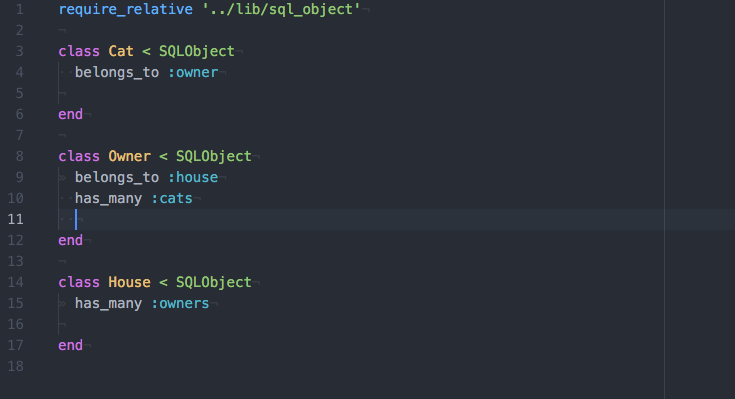 1 require_relative '../lib/sql_object'¬
2 ¬
3 class Cat < SQLObject¬
4 ··belongs_to :owner¬
5 ¬
6 end¬
7 ¬
8 class Owner < SQLObject¬
9 » belongs_to :house¬
10 ··has_many :cats¬
11 ··¬
12 end¬
13 ¬
14 class House < SQLObject¬
15 » has_many :owners¬
16 ¬
17 end¬
18